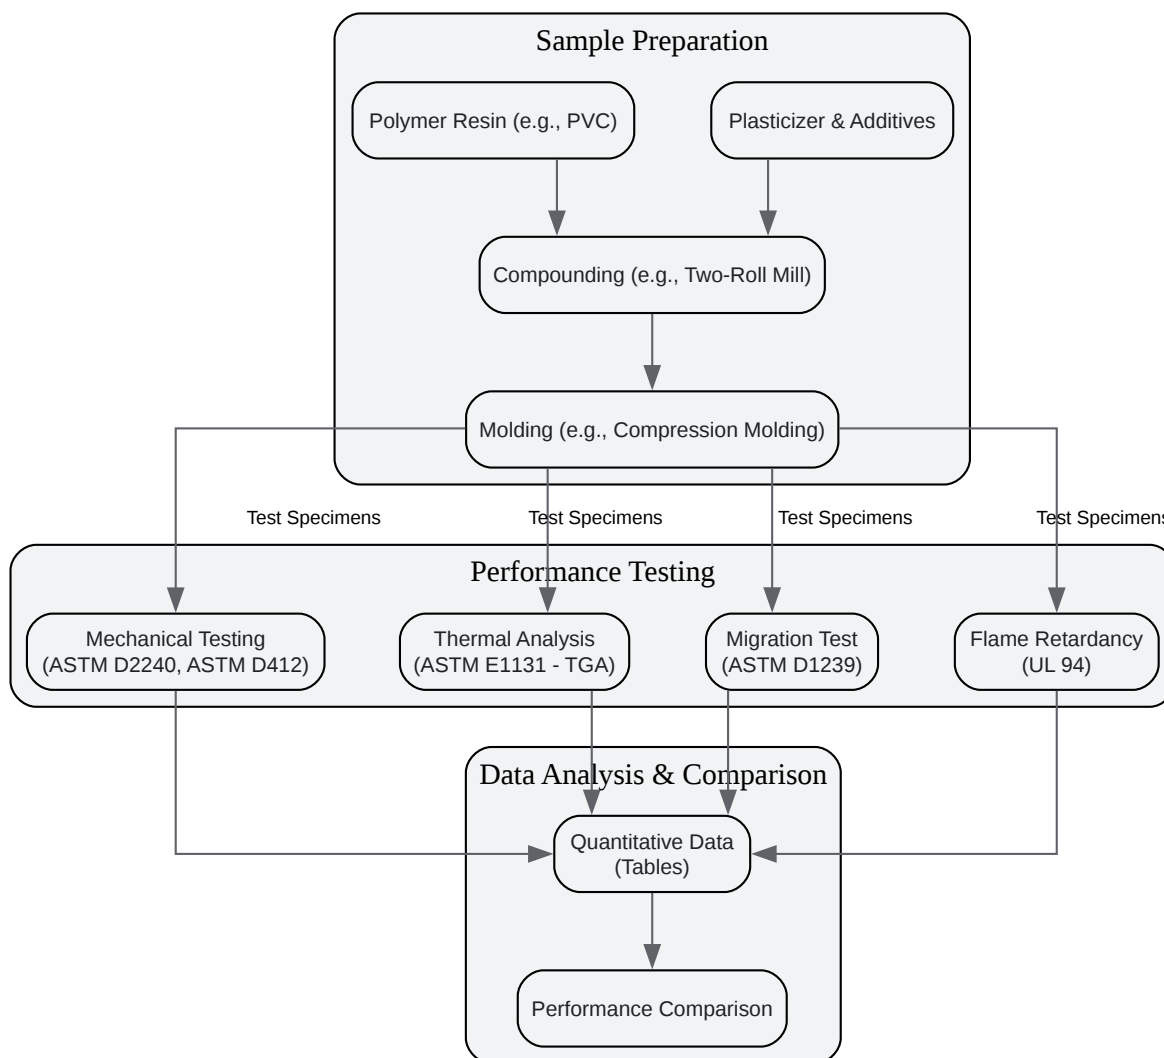 Sample Preparation
Polymer Resin (e.g., PVC)
Plasticizer & Additives
Compounding (e.g., Two-Roll Mill)
Molding (e.g., Compression Molding)
Test Specimens
Test Specimens
Test Specimens
Test Specimens
Performance Testing
Mechanical Testing
(ASTM D2240, ASTM D412)
Thermal Analysis
(ASTM E1131 - TGA)
Migration Test
(ASTM D1239)
Flame Retardancy
(UL 94)
Data Analysis & Comparison
Quantitative Data
(Tables)
Performance Comparison